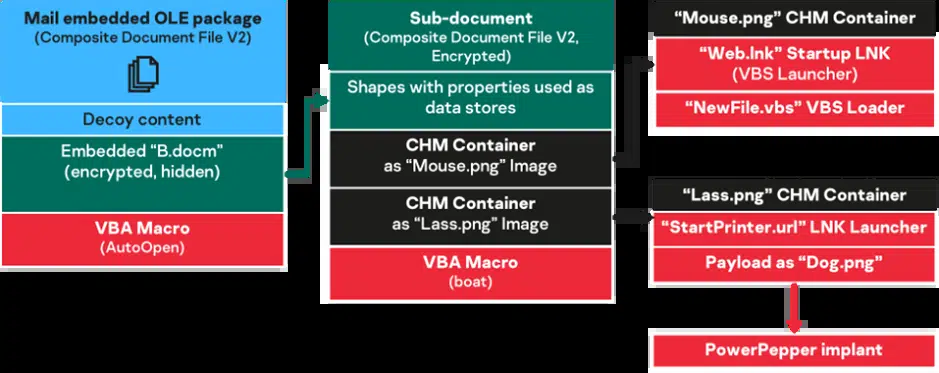 Mail embedded OLE package
(Composite Document File V2)
Decoy content
Embedded “B.docm”
(encrypted, hidden)
VBA Macro
(AutoOpen)
Sub-document
(Composite Document File V2,
Encrypted)
Shapes with properties used as
data stores
CHM Container
as “Mouse.png” Image
CHM Container
as “Lass.png” Image
VBA Macro
(boat)
“Mouse.png” CHM Container
“Web.lnk” Startup LNK
(VBS Launcher)
“NewFile.vbs” VBS Loader
“Lass.png” CHM Container
“StartPrinter.url” LNK Launcher
Payload as “Dog.png”
PowerPepper implant